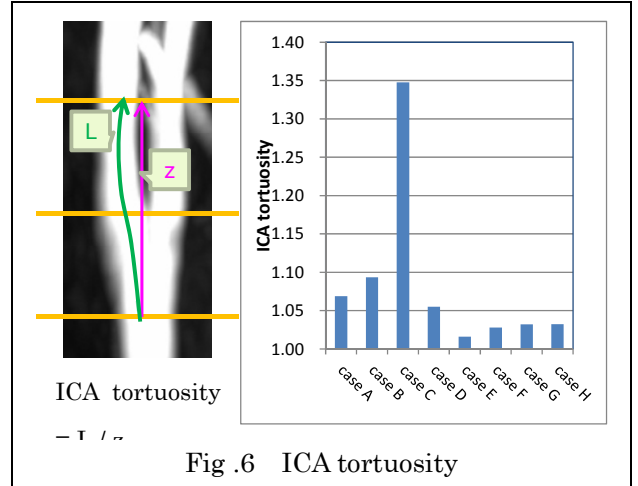 L
z
ICA tortuosity
= L / z
ICA tortuosity
1.40
1.35
1.30
1.25
1.20
1.15
1.10
1.05
1.00
case A
case B
case C
case D
case E
case F
case G
case H
Fig .6 ICA tortuosity